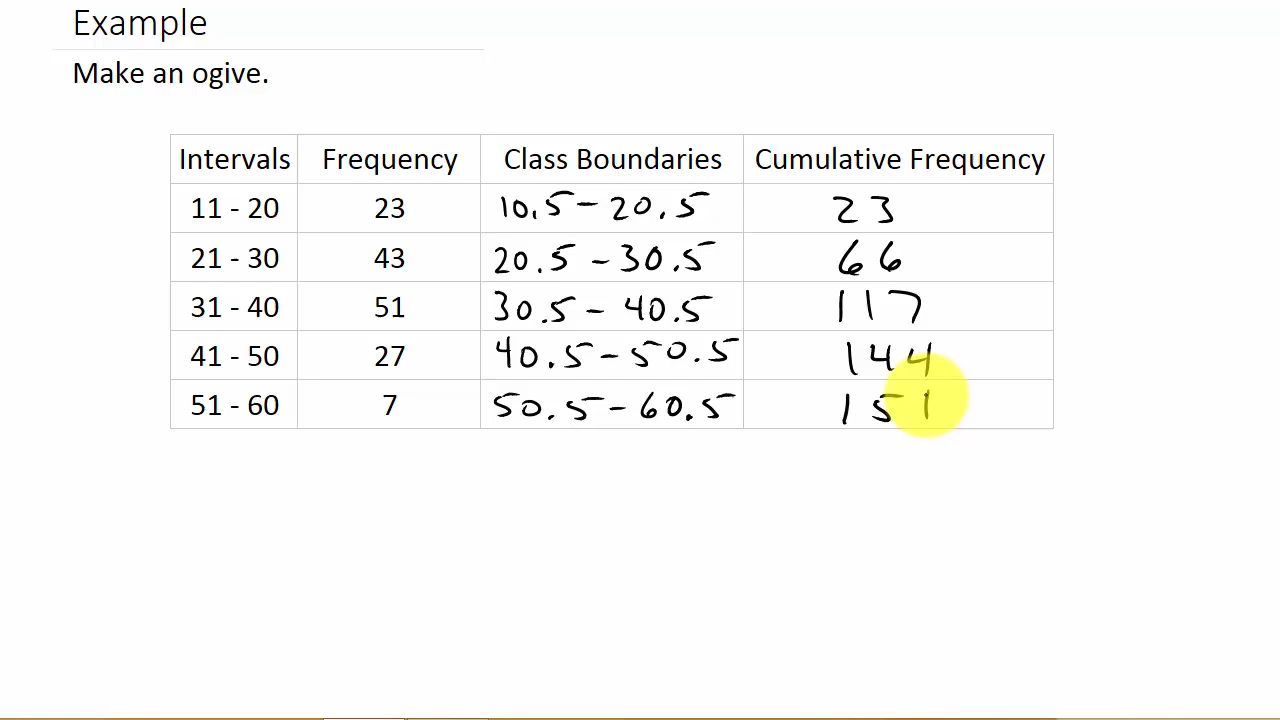 Example
Make an ogive.
Intervals Frequency Class Boundaries Cumulative Frequency
11 - 20 23 10.5 - 20.5 23
21 - 30 43 20.5 - 30.5 66
31 - 40 51 30.5 - 40.5 117
41 - 50 27 40.5 - 50.5 144
51 - 60 7 50.5 - 60.5 151